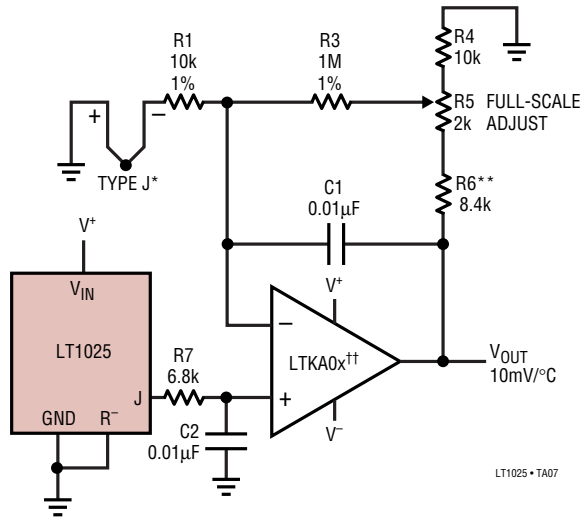 R1
10k
1%
R3
1M
1%
R4
10k
R5 FULL-SCALE
2k ADJUST
+
−
TYPE J*
R6**
8.4k
C1
0.01µF
V+
VIN
LT1025
J
GND R−
R7
6.8k
C2
0.01µF
V+
−
LTKA0x††
+
V−
VOUT
10mV/°C
LT1025 • TA07